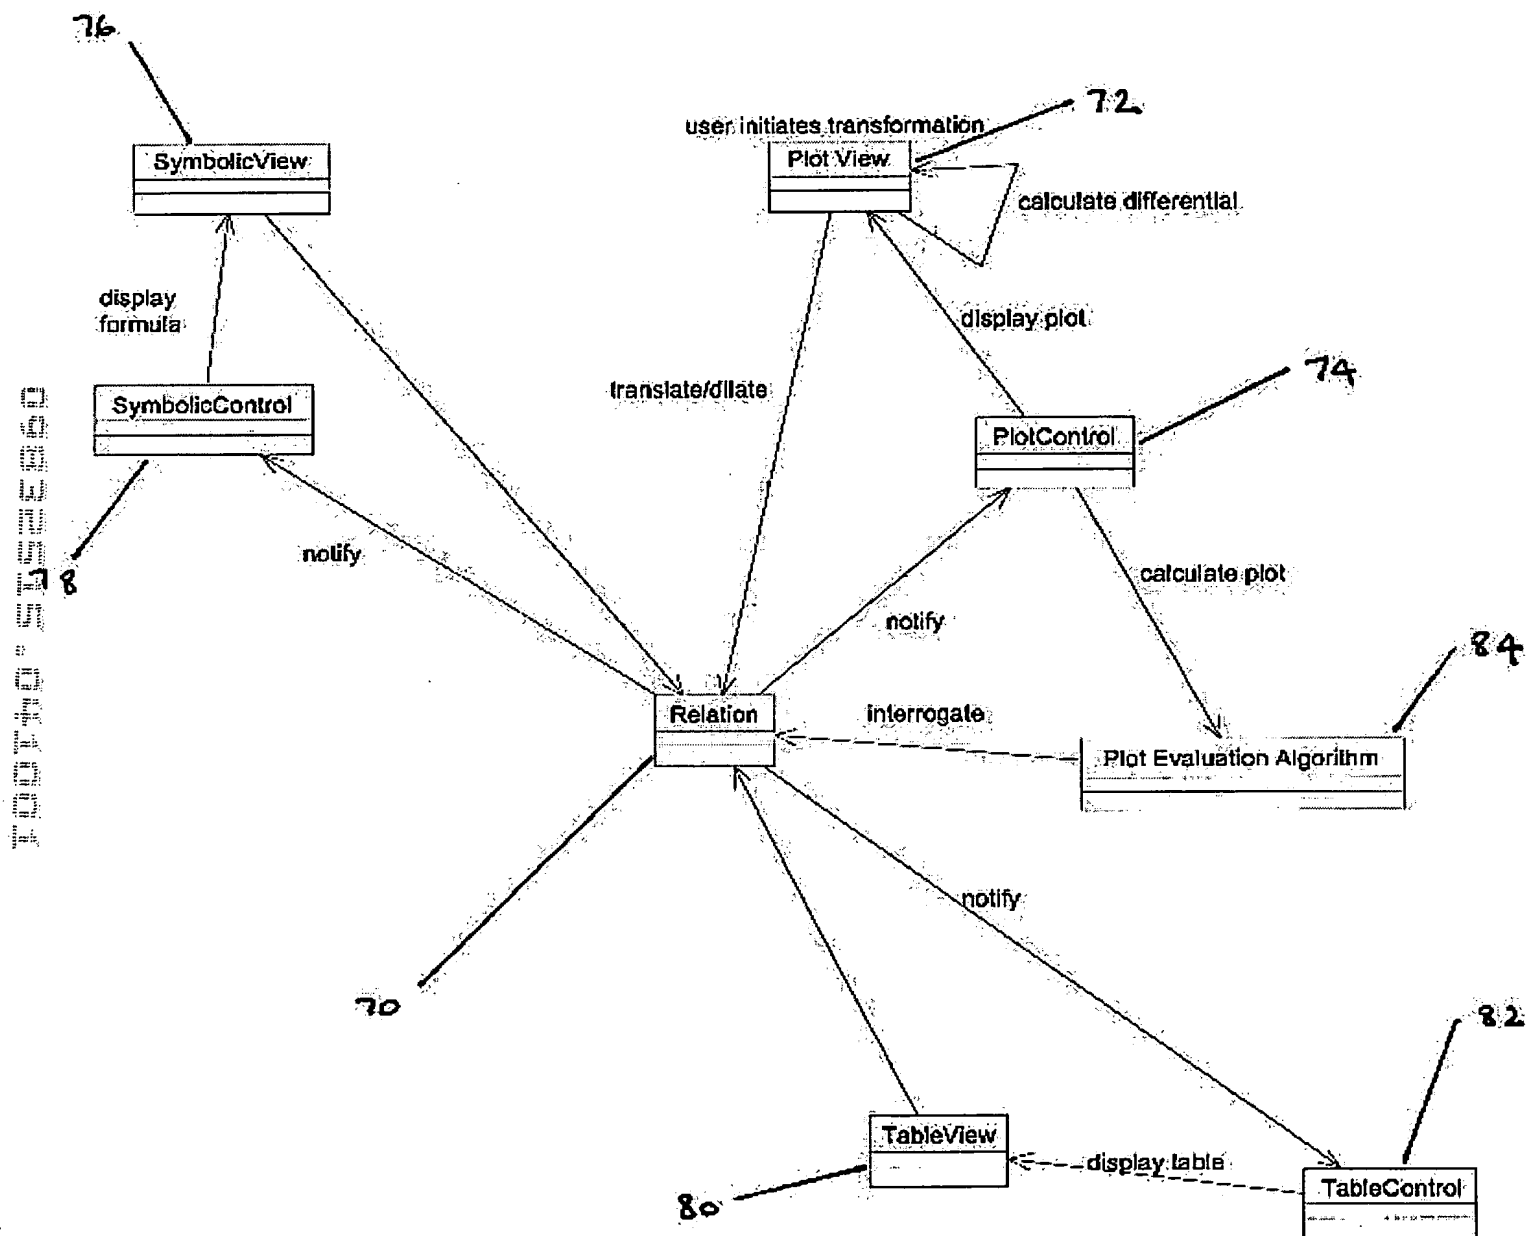 76
72
user initiates transformation
SymbolicView
Plot View
calculate differential
display
formula
display plot
translate/dilate
74
SymbolicControl
PlotControl
notify
78
calculate plot
notify
84
Relation
interrogate
Plot Evaluation Algorithm
notify
70
82
TableView
display table
TableControl
80